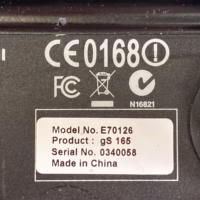 CE0168!
FC
N16821
Model No. E70126
Product : gS 165
Serial No. 0340058
Made in China